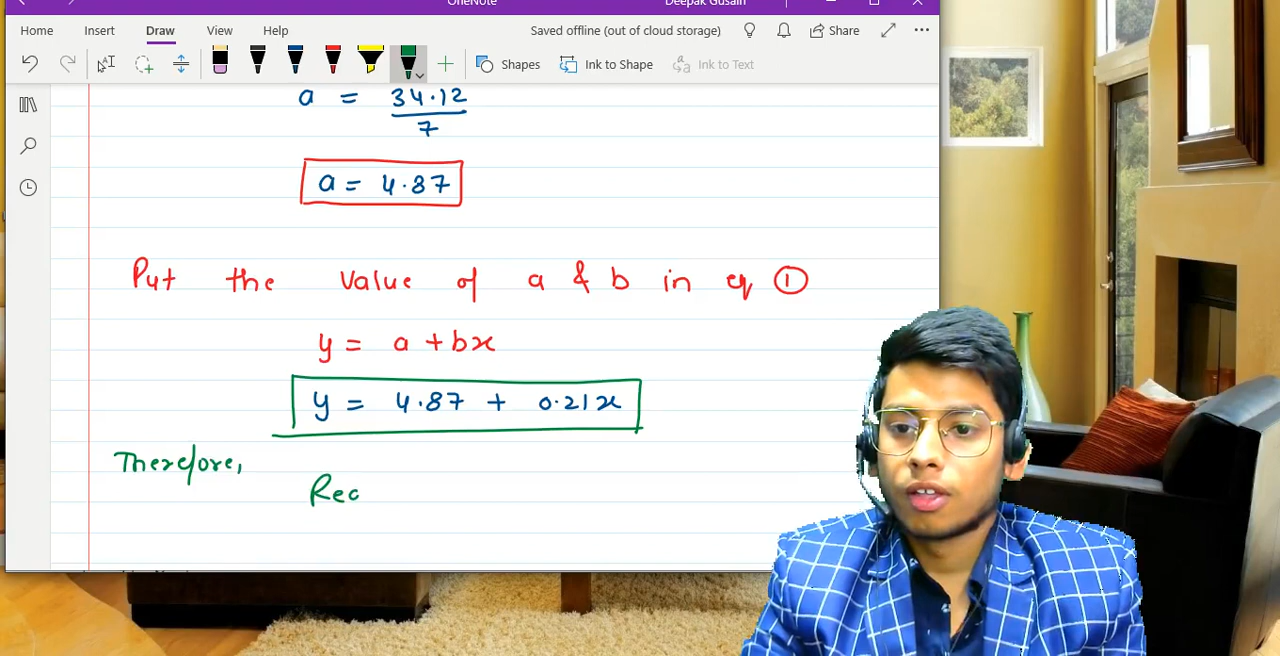 OneNote
Deepak Gusain
Home Insert Draw View Help
Saved offline (out of cloud storage)
Share
Shapes
Ink to Shape
Ink to Text
a = 34.12
7
a = 4.87
Put the value of a & b in eq 1
y = a + bx
y = 4.87 + 0.21x
Therefore,
Rec